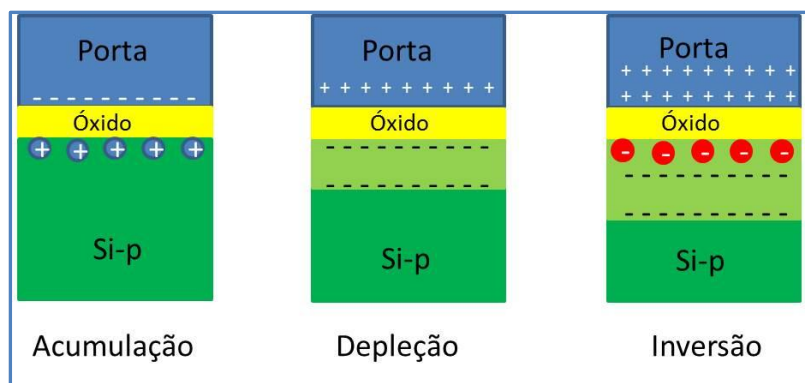 Porta
- - - - - - - - - -
Óxido
+ + + + +
Si-p
Acumulação
Porta
+ + + + + + + + +
Óxido
- - - - - - - - - -
- - - - - - - - - -
Si-p
Depleção
Porta
+ + + + + + + + +
+ + + + + + + + +
Óxido
- - - - -
- - - - - - - - -
- - - - - - - - -
Si-p
Inversão